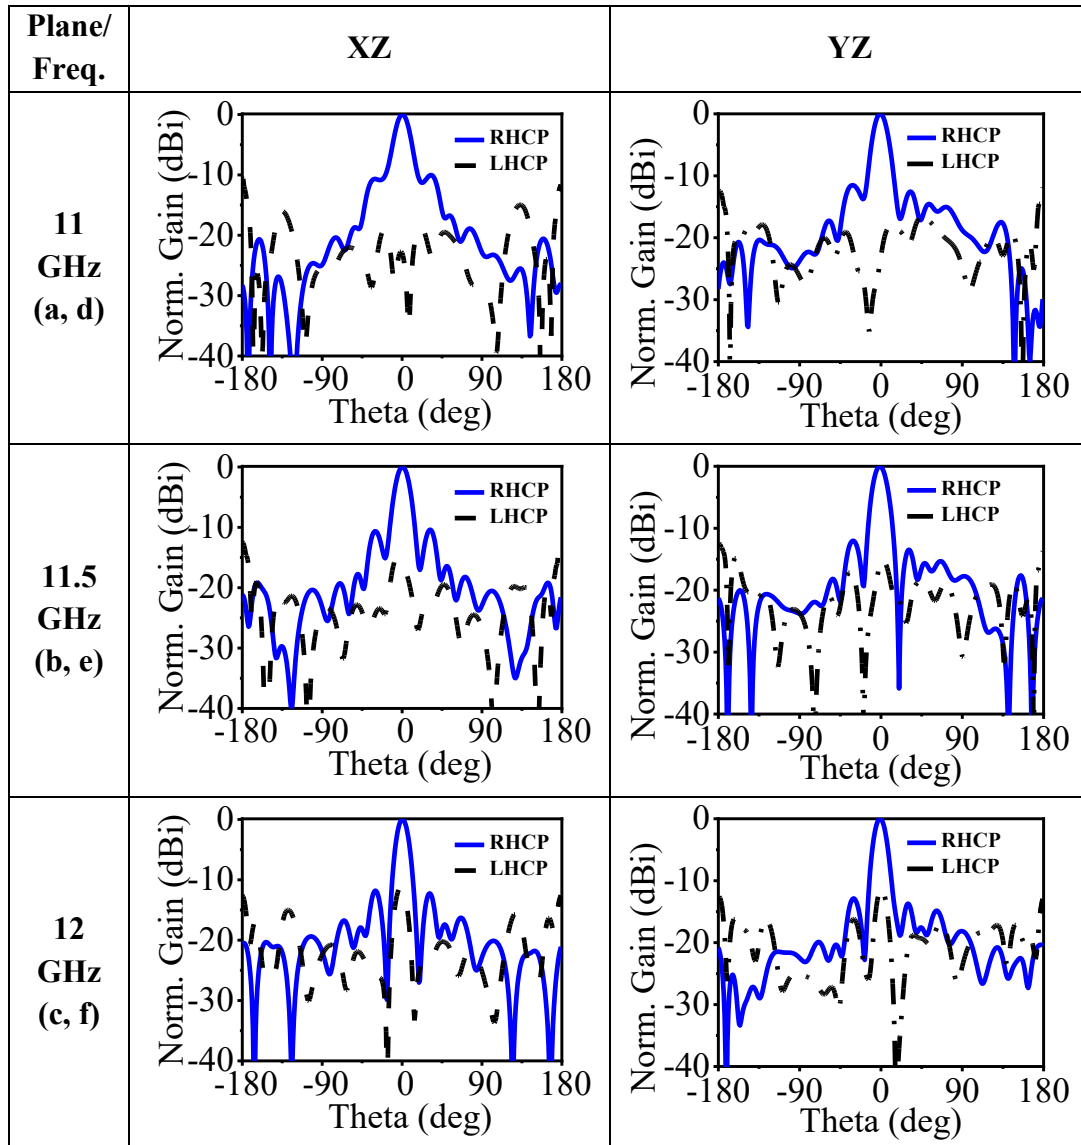 Plane/
Freq.
XZ
YZ
11
GHz
(a, d)
Norm. Gain (dBi)
0
-10
-20
-30
-40
RHCP
LHCP
-180 -90 0 90 180
Theta (deg)
Norm. Gain (dBi)
0
-10
-20
-30
-40
RHCP
LHCP
-180 -90 0 90 180
Theta (deg)
11.5
GHz
(b, e)
Norm. Gain (dBi)
0
-10
-20
-30
-40
RHCP
LHCP
-180 -90 0 90 180
Theta (deg)
Norm. Gain (dBi)
0
-10
-20
-30
-40
RHCP
LHCP
-180 -90 0 90 180
Theta (deg)
12
GHz
(c, f)
Norm. Gain (dBi)
0
-10
-20
-30
-40
RHCP
LHCP
-180 -90 0 90 180
Theta (deg)
Norm. Gain (dBi)
0
-10
-20
-30
-40
RHCP
LHCP
-180 -90 0 90 180
Theta (deg)